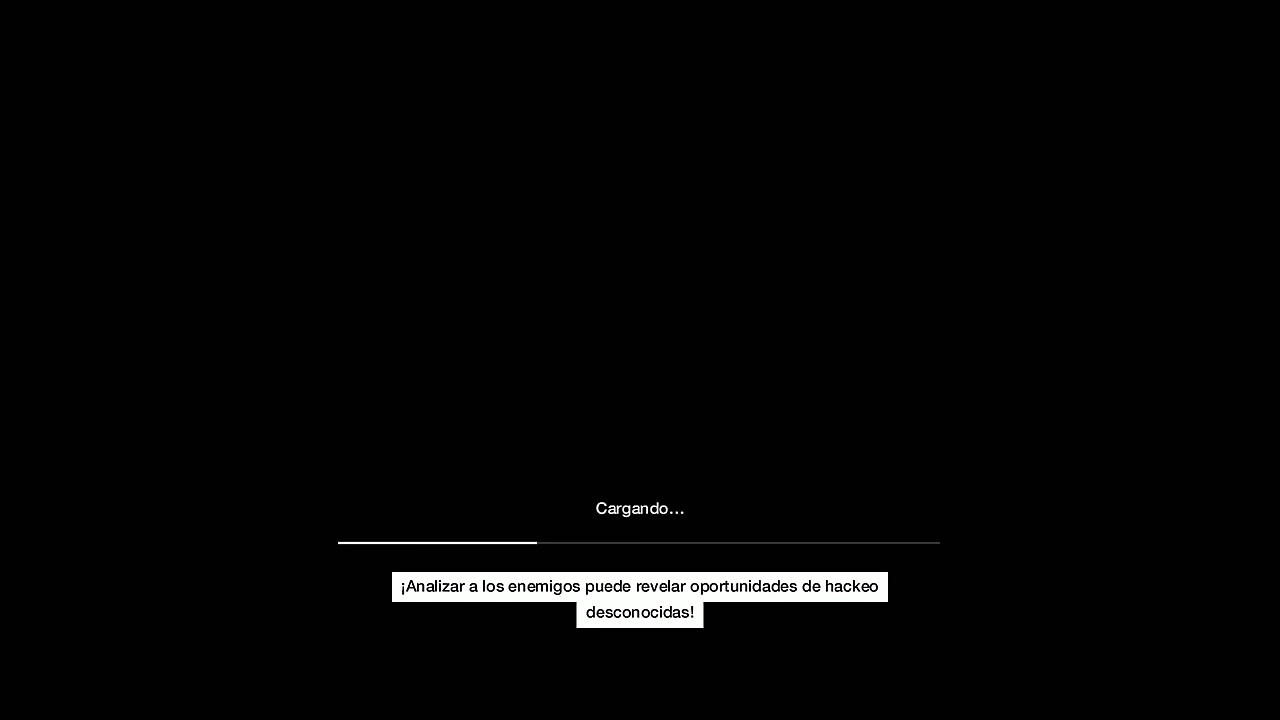 Cargando...
¡Analizar a los enemigos puede revelar oportunidades de hackeo
desconocidas!